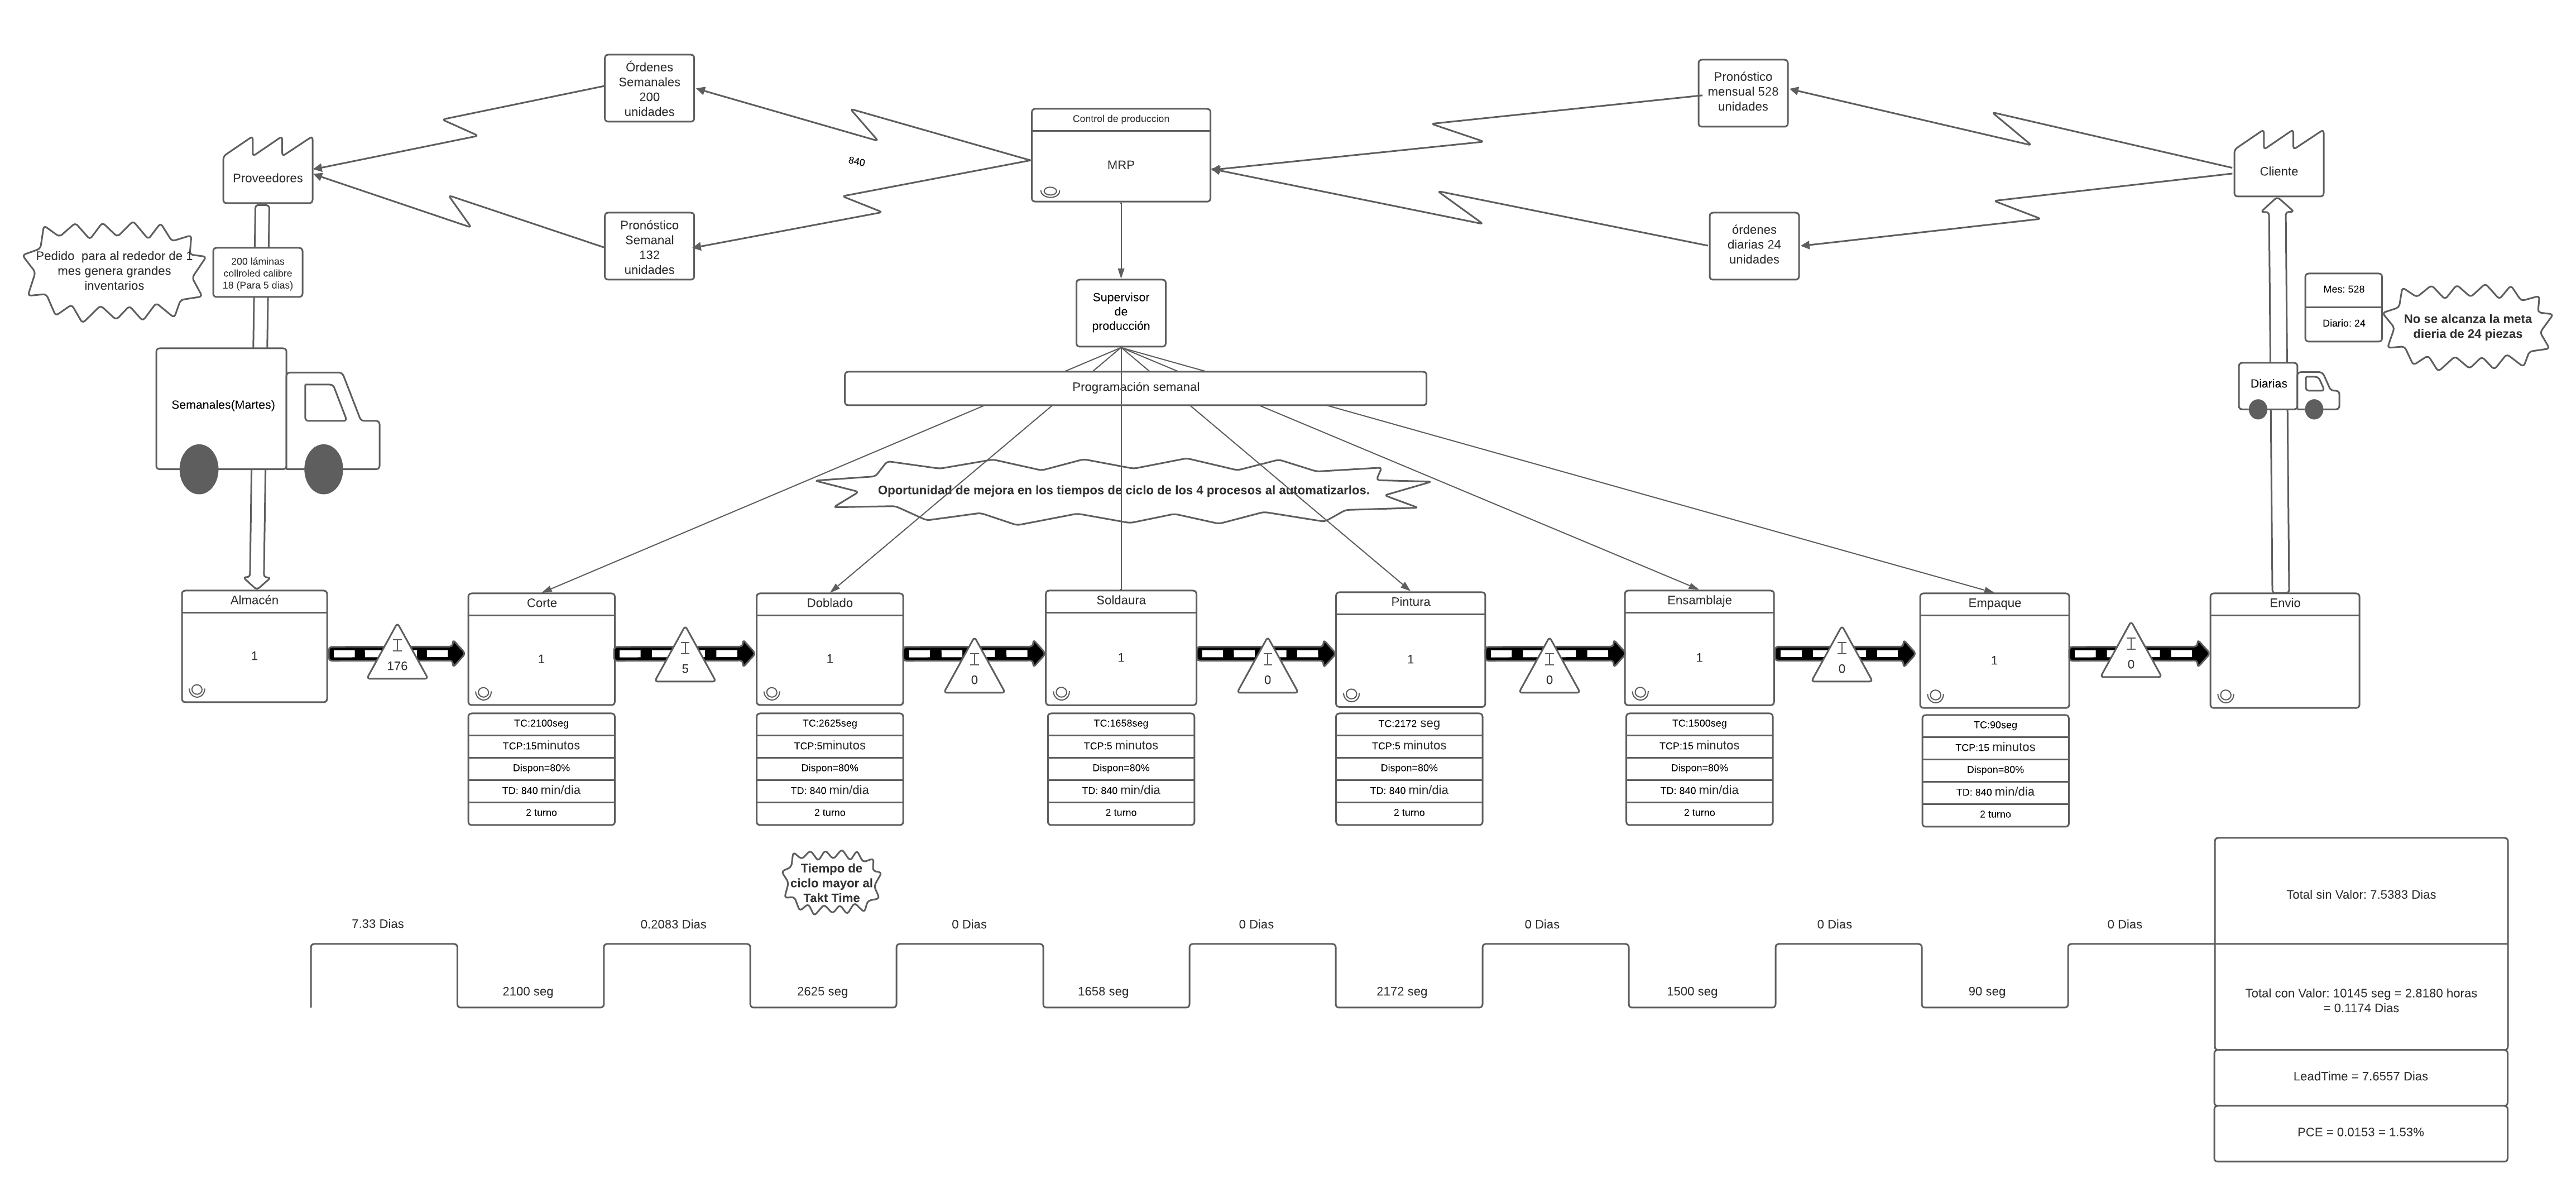 Órdenes
Semanales
200
unidades
Pronóstico
mensual 528
unidades
Control de produccion
MRP
840
Proveedores
Cliente
Pronóstico
Semanal
132
unidades
órdenes
diarias 24
unidades
Pedido  para al rededor de 1
mes genera grandes
inventarios
200 láminas
collroled calibre
18 (Para 5 dias)
Supervisor
de
producción
Mes: 528
Diario: 24
No se alcanza la meta
dieria de 24 piezas
Semanales(Martes)
Programación semanal
Diarias
Oportunidad de mejora en los tiempos de ciclo de los 4 procesos al automatizarlos.
Almacén
1
I
176
Corte
1
I
5
Doblado
1
I
0
Soldaura
1
I
0
Pintura
1
I
0
Ensamblaje
1
I
0
Empaque
1
I
0
Envio
TC:2100seg
TCP:15minutos
Dispon=80%
TD: 840 min/dia
2 turno
TC:2625seg
TCP:5minutos
Dispon=80%
TD: 840 min/dia
2 turno
TC:1658seg
TCP:5 minutos
Dispon=80%
TD: 840 min/dia
2 turno
TC:2172 seg
TCP:5 minutos
Dispon=80%
TD: 840 min/dia
2 turno
TC:1500seg
TCP:15 minutos
Dispon=80%
TD: 840 min/dia
2 turno
TC:90seg
TCP:15 minutos
Dispon=80%
TD: 840 min/dia
2 turno
Tiempo de
ciclo mayor al
Takt Time
7.33 Dias
0.2083 Dias
0 Dias
0 Dias
0 Dias
0 Dias
0 Dias
2100 seg
2625 seg
1658 seg
2172 seg
1500 seg
90 seg
Total sin Valor: 7.5383 Dias
Total con Valor: 10145 seg = 2.8180 horas
= 0.1174 Dias
LeadTime = 7.6557 Dias
PCE = 0.0153 = 1.53%